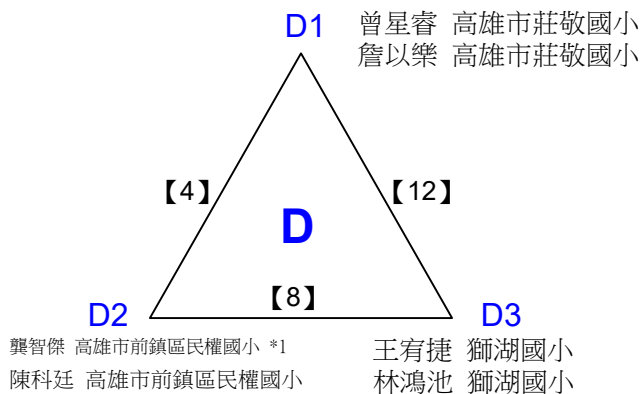 D1
曾星睿 高雄市莊敬國小
詹以樂 高雄市莊敬國小
【4】
【12】
D
【8】
D2
D3
龔智傑 高雄市前鎮區民權國小 *1
陳科廷 高雄市前鎮區民權國小
王宥捷 獅湖國小
林鴻池 獅湖國小